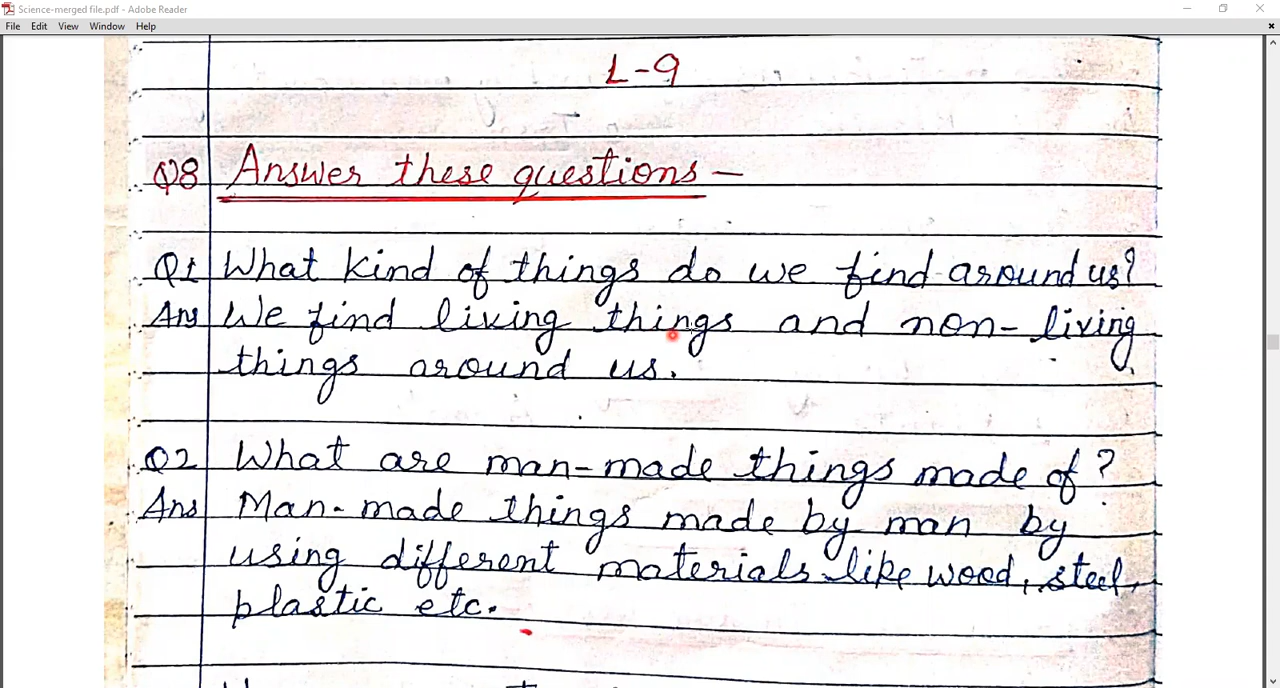 Science-merged file.pdf - Adobe Reader
File Edit View Window Help
L-9
Q8 Answer these questions -
Q1 What kind of things do we find around us?
Ans We find living things and non-living
things around us.
Q2 What are man-made things made of?
Ans Man-made things made by man by
using different materials like wood, steel,
plastic etc.